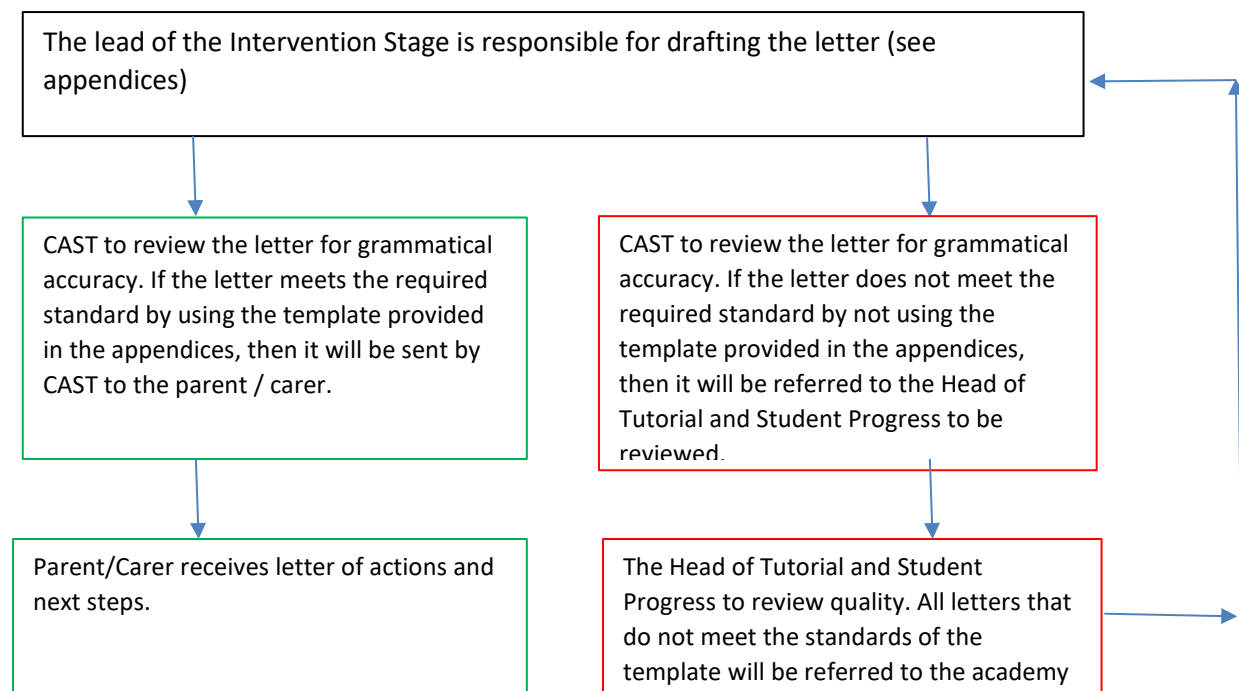 The lead of the Intervention Stage is responsible for drafting the letter (see
appendices)
CAST to review the letter for grammatical
accuracy. If the letter meets the required
standard by using the template provided
in the appendices, then it will be sent by
CAST to the parent / carer.
CAST to review the letter for grammatical
accuracy. If the letter does not meet the
required standard by not using the
template provided in the appendices,
then it will be referred to the Head of
Tutorial and Student Progress to be
reviewed.
Parent/Carer receives letter of actions and
next steps.
The Head of Tutorial and Student
Progress to review quality. All letters that
do not meet the standards of the
template will be referred to the academy